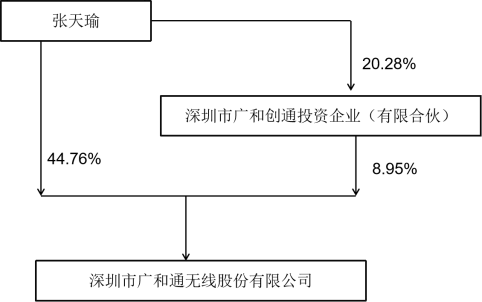 张天瑜
20.28%
深圳市广和创通投资企业（有限合伙）
44.76%
8.95%
深圳市广和通无线股份有限公司